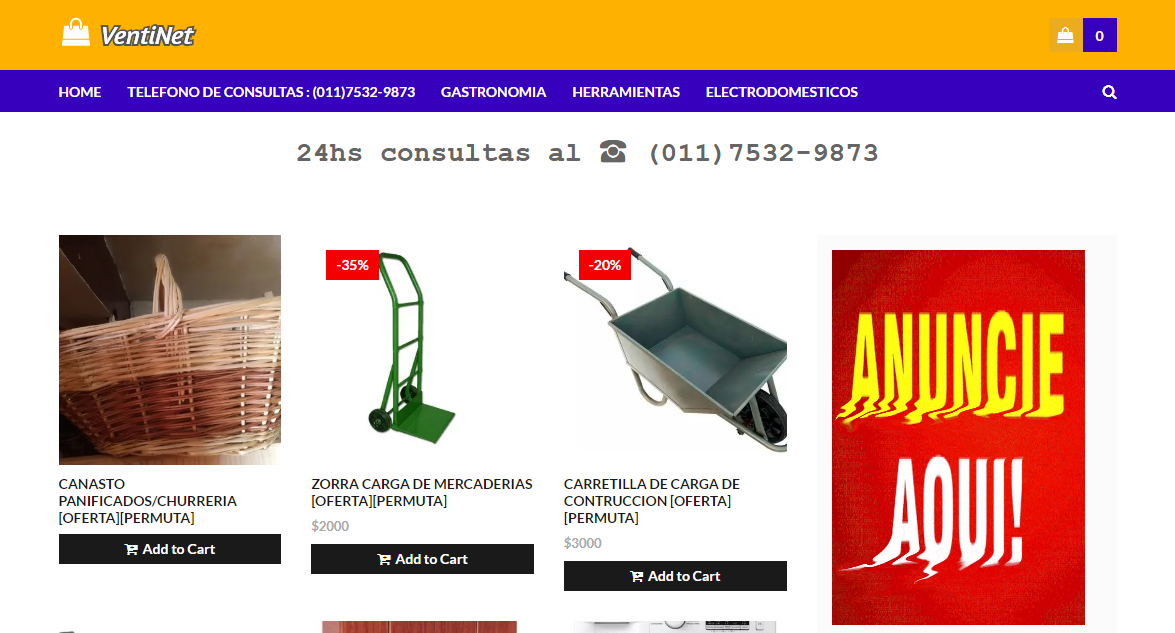 VentiNet
0
HOME
TELEFONO DE CONSULTAS : (011)7532-9873
GASTRONOMIA
HERRAMIENTAS
ELECTRODOMESTICOS
24hs consultas al ☎ (011)7532-9873
CANASTO
PANIFICADOS/CHURRERIA
[OFERTA][PERMUTA]
Add to Cart
-35%
ZORRA CARGA DE MERCADERIAS
[OFERTA][PERMUTA]
$2000
Add to Cart
-20%
CARRETILLA DE CARGA DE
CONTRUCCION [OFERTA]
[PERMUTA]
$3000
Add to Cart
ANUNCIE
AQUI!